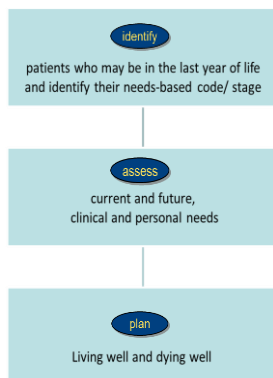 identify
patients who may be in the last year of life
and identify their needs-based code/ stage
assess
current and future,
clinical and personal needs
plan
Living well and dying well